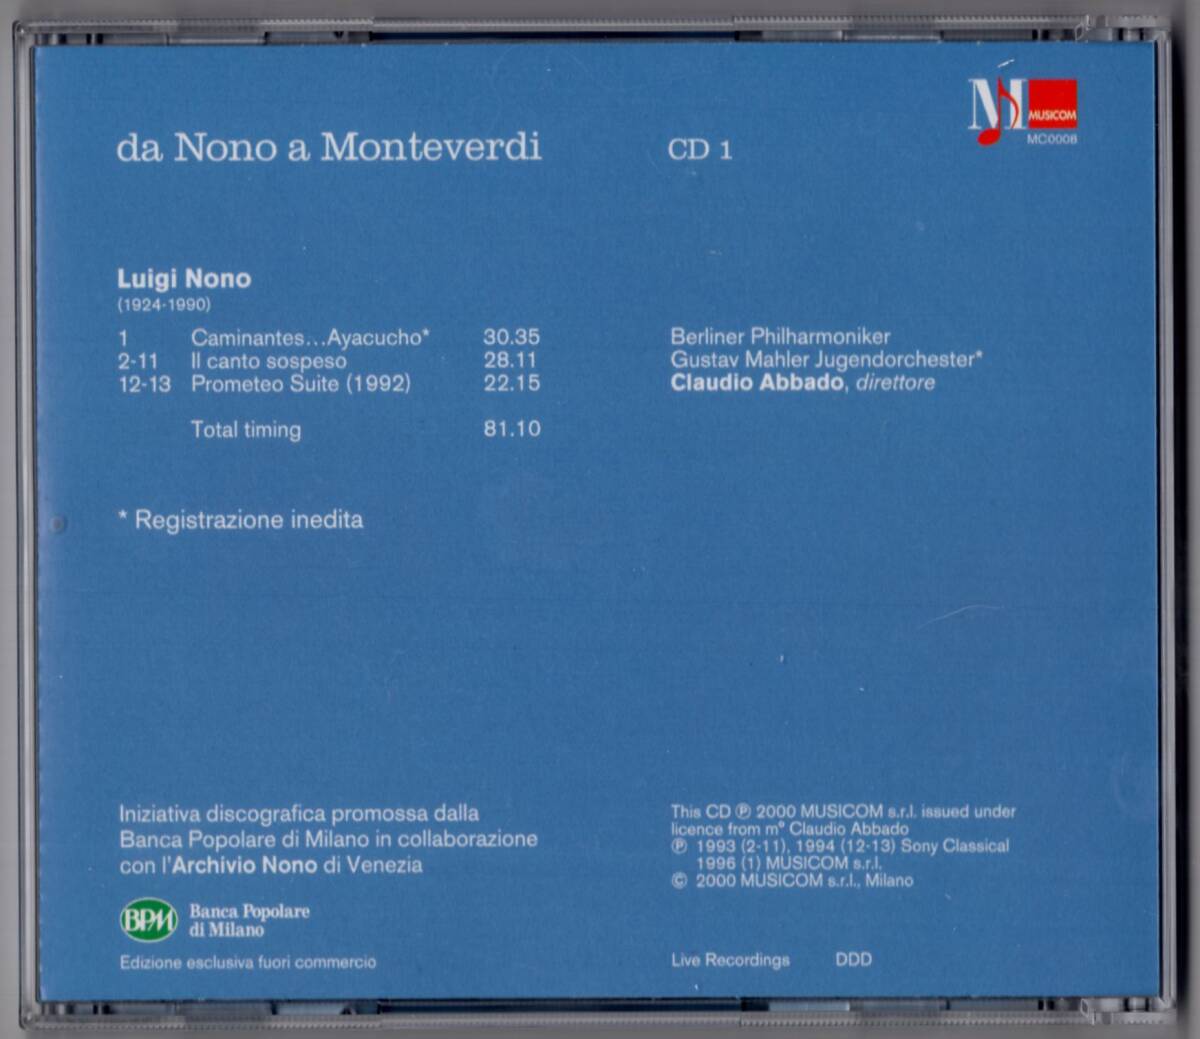 da Nono a Monteverdi
CD 1
MUSICOM
MC0008
Luigi Nono
(1924-1990)
1 Caminantes...Ayacucho* 30.35
2-11 Il canto sospeso 28.11
12-13 Prometeo Suite (1992) 22.15
Total timing 81.10
Berliner Philharmoniker
Gustav Mahler Jugendorchester*
Claudio Abbado, direttore
* Registrazione inedita
Iniziativa discografica promossa dalla
Banca Popolare di Milano in collaborazione
con l'Archivio Nono di Venezia
BPM
Banca Popolare
di Milano
Edizione esclusiva fuori commercio
This CD ℗ 2000 MUSICOM s.r.l. issued under
licence from m° Claudio Abbado
℗ 1993 (2-11), 1994 (12-13) Sony Classical
1996 (1) MUSICOM s.r.l.
© 2000 MUSICOM s.r.l., Milano
Live Recordings DDD